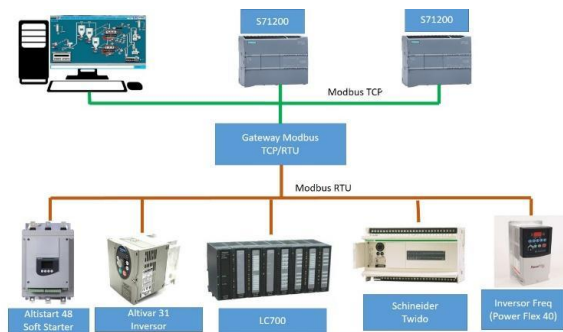 S71200
S71200
Modbus TCP
Gateway Modbus
TCP/RTU
Modbus RTU
Altistart 48
Soft Starter
Altivar 31
Inversor
LC700
Schineider
Twido
Inversor Freq
(Power Flex 40)